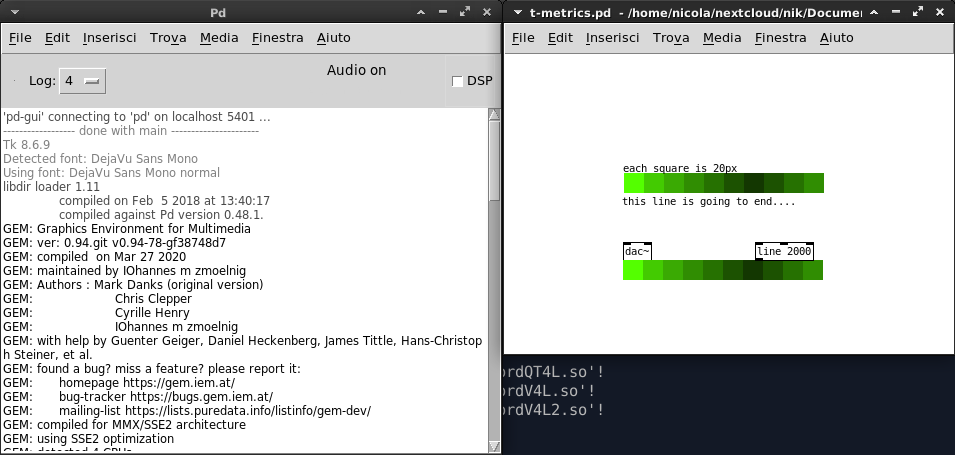 Pd
File Edit Inserisci Trova Media Finestra Aiuto
Log: 4
Audio on
DSP
'pd-gui' connecting to 'pd' on localhost 5401 ...
------------------ done with main ----------------------
Tk 8.6.9
Detected font: DejaVu Sans Mono
Using font: DejaVu Sans Mono normal
libdir loader 1.11
compiled on Feb  5 2018 at 13:40:17
compiled against Pd version 0.48.1.
GEM: Graphics Environment for Multimedia
GEM: ver: 0.94.git v0.94-78-gf38748d7
GEM: compiled  on Mar 27 2020
GEM: maintained by IOhannes m zmoelnig
GEM: Authors : Mark Danks (original version)
GEM: Chris Clepper
GEM: Cyrille Henry
GEM: IOhannes m zmoelnig
GEM: with help by Guenter Geiger, Daniel Heckenberg, James Tittle, Hans-Christop
h Steiner, et al.
GEM: found a bug? miss a feature? please report it:
GEM: homepage https://gem.iem.at/
GEM: bug-tracker https://bugs.gem.iem.at/
GEM: mailing-list https://lists.puredata.info/listinfo/gem-dev/
GEM: compiled for MMX/SSE2 architecture
GEM: using SSE2 optimization
GEM: detected 4 CPUs
t-metrics.pd  - /home/nicola/nextcloud/nik/Documen
File Edit Inserisci Trova Media Finestra Aiuto
each square is 20px
this line is going to end....
dac~
line 2000
ordQT4L.so'!
ordV4L.so'!
ordV4L2.so'!